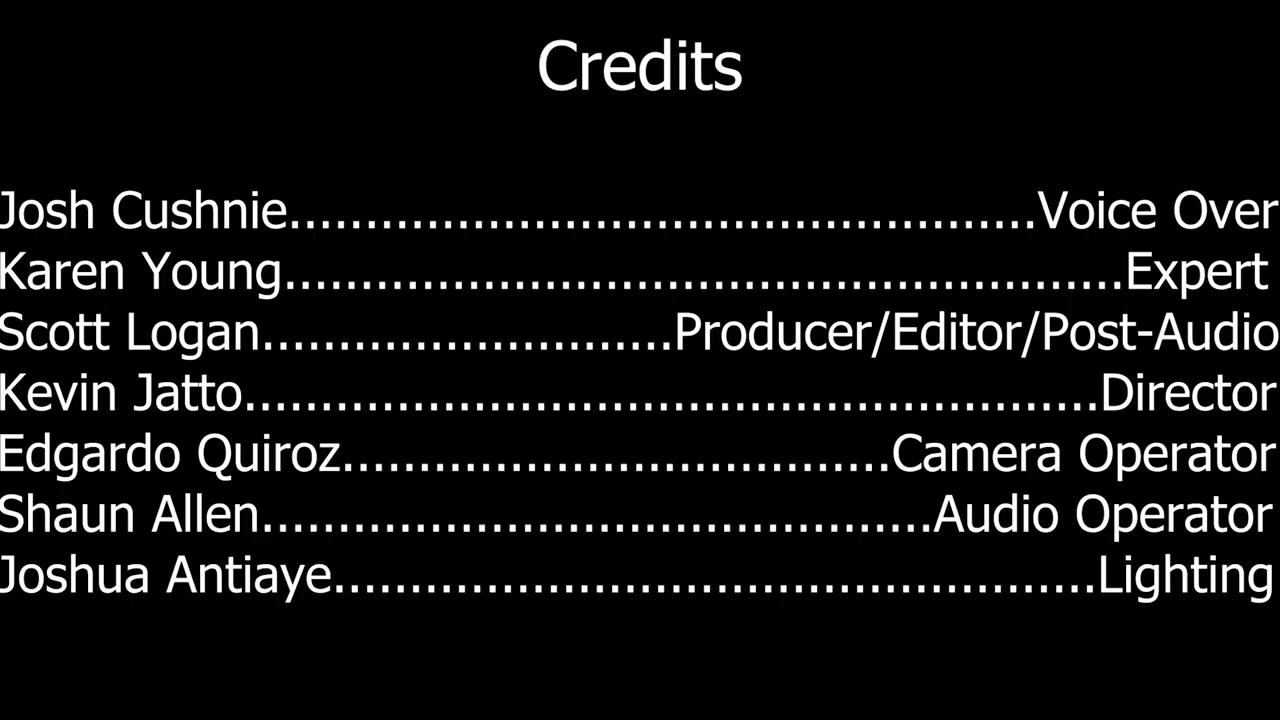 Credits
Josh Cushnie.................................................Voice Over
Karen Young.......................................................Expert
Scott Logan...........................Producer/Editor/Post-Audio
Kevin Jatto........................................................Director
Edgardo Quiroz....................................Camera Operator
Shaun Allen............................................Audio Operator
Joshua Antiaye..................................................Lighting